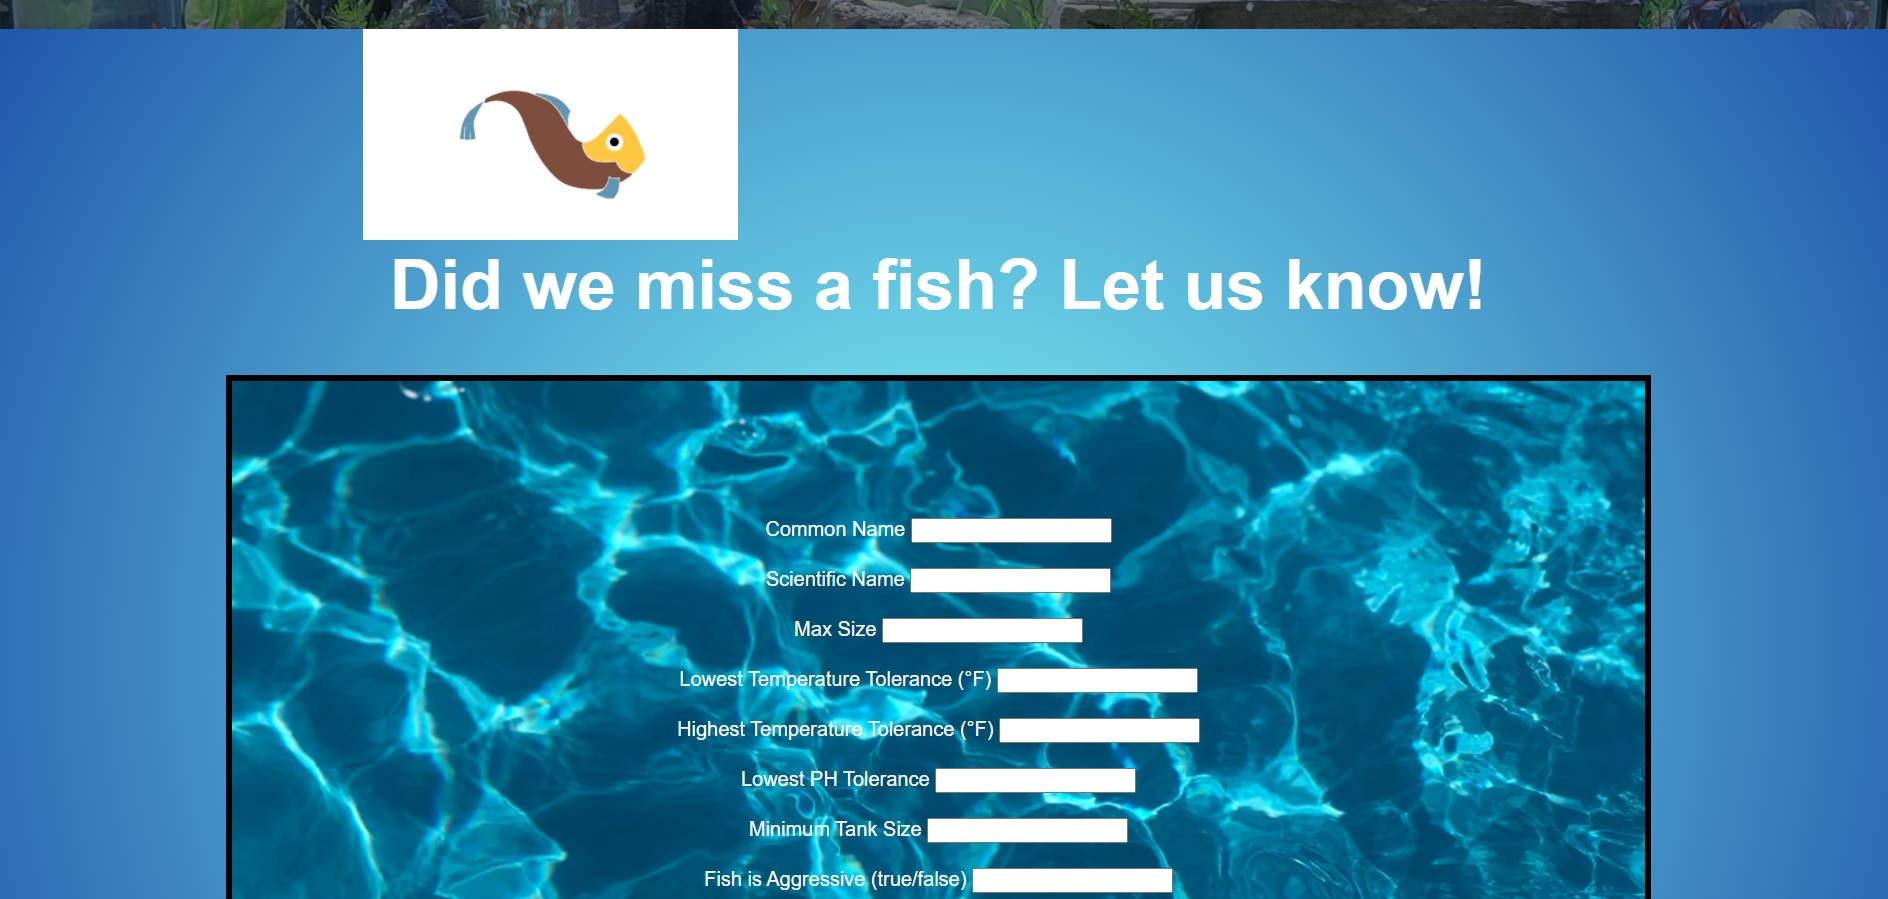 Did we miss a fish? Let us know!
Common Name
Scientific Name
Max Size
Lowest Temperature Tolerance (°F)
Highest Temperature Tolerance (°F)
Lowest PH Tolerance
Minimum Tank Size
Fish is Aggressive (true/false)